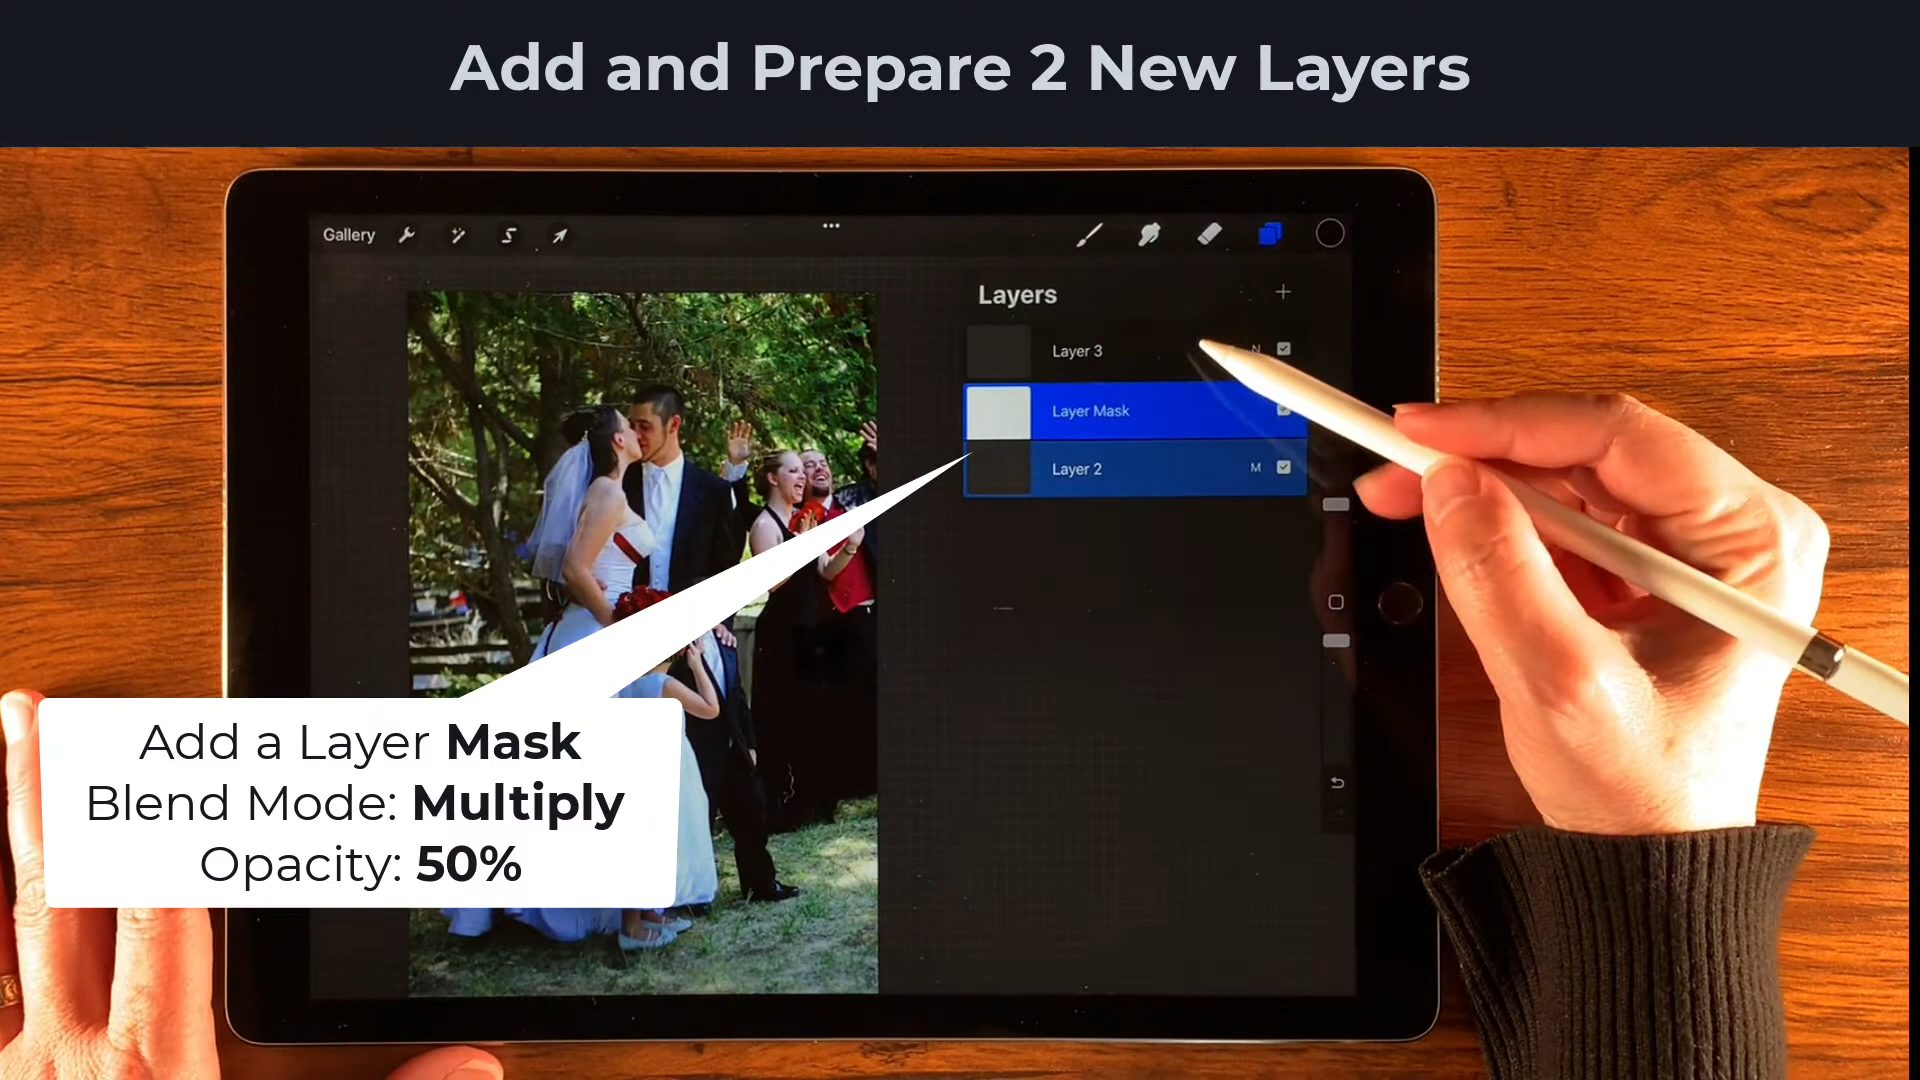 Add and Prepare 2 New Layers
Gallery
Layers
Layer 3
N
Layer Mask
Layer 2
M
Add a Layer Mask
Blend Mode: Multiply
Opacity: 50%